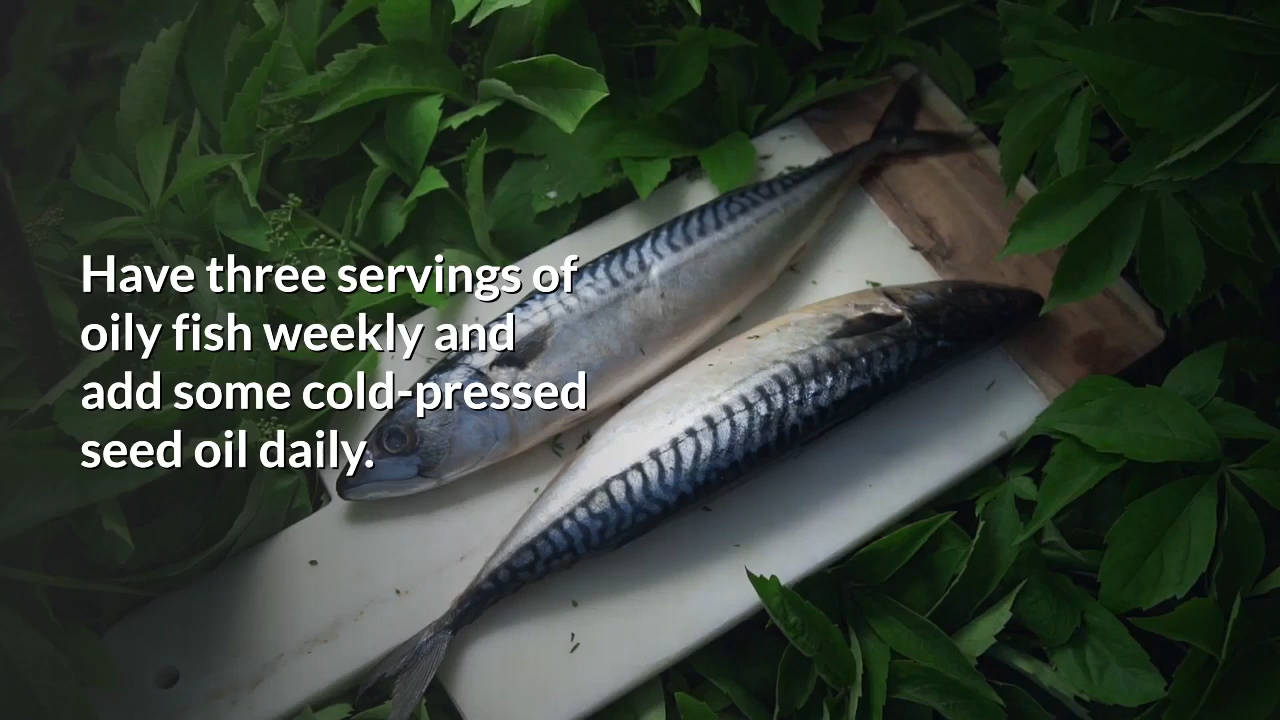 Have three servings of
oily fish weekly and
add some cold-pressed
seed oil daily.